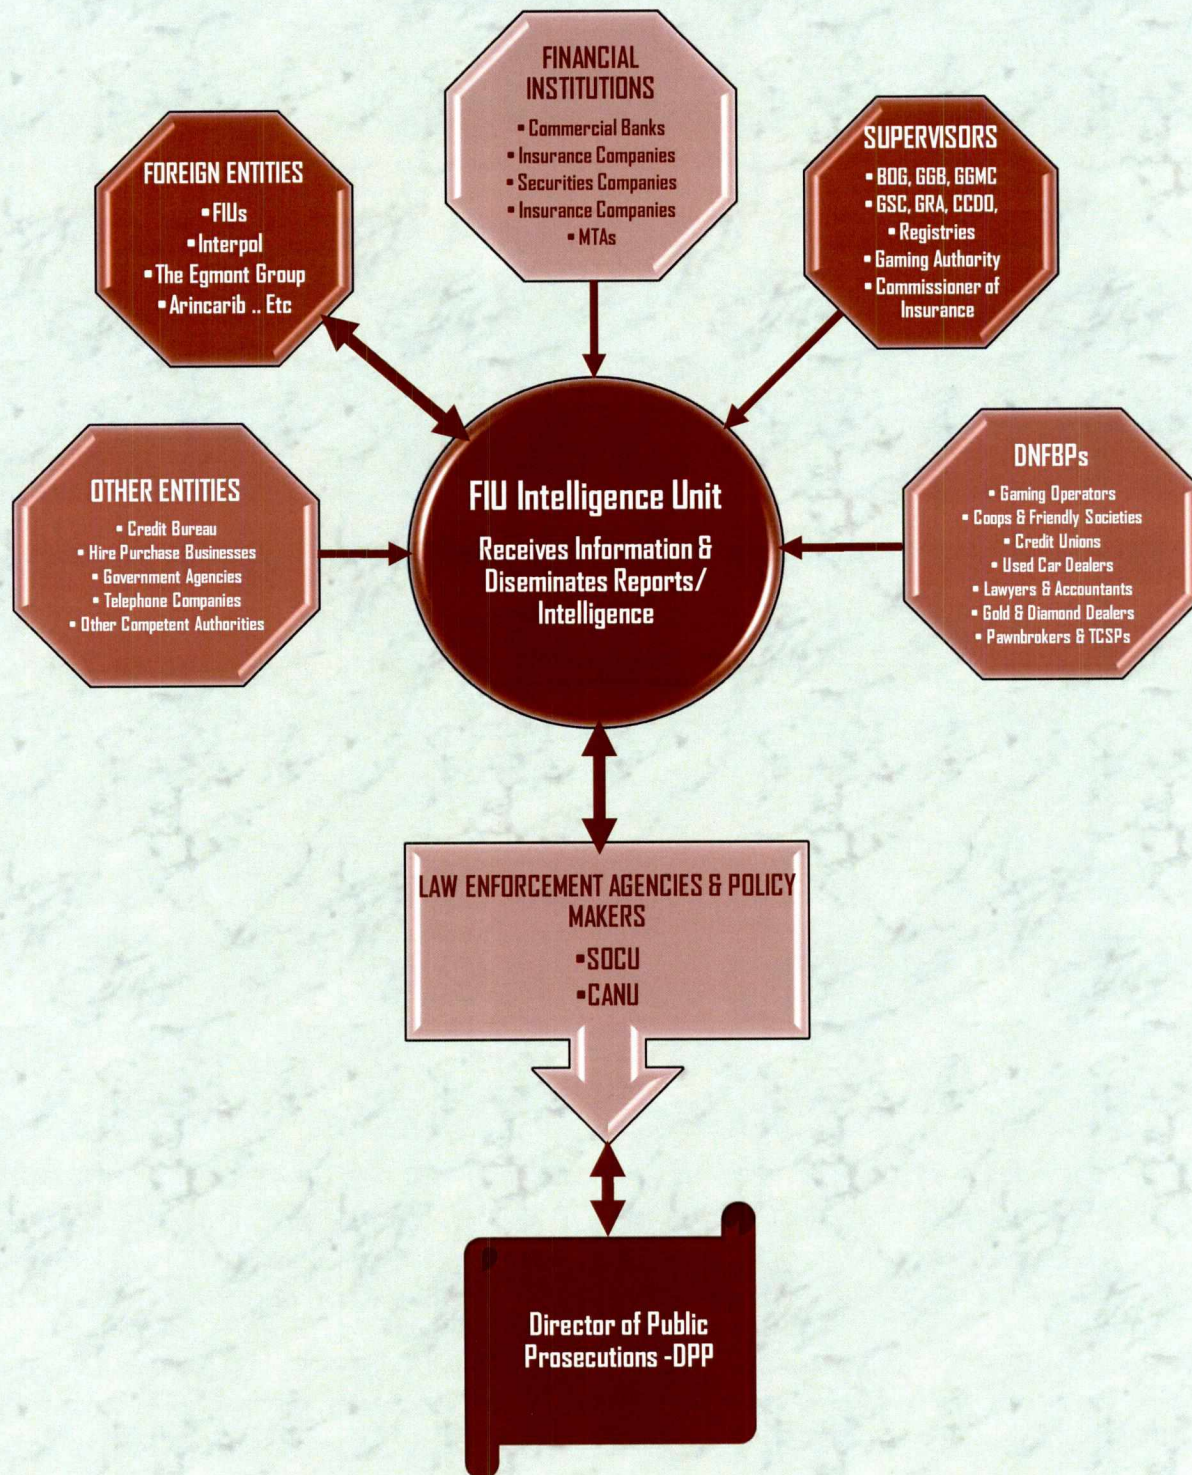 FINANCIAL
INSTITUTIONS
▪ Commercial Banks
▪ Insurance Companies
▪ Securities Companies
▪ Insurance Companies
▪ MTAs
FOREIGN ENTITIES
▪ FIUs
▪ Interpol
▪ The Egmont Group
▪ Arincarib .. Etc
SUPERVISORS
▪ BOG, GGB, GGMC
▪ GSC, GRA, CCDO,
▪ Registries
▪ Gaming Authority
▪ Commissioner of
Insurance
OTHER ENTITIES
▪ Credit Bureau
▪ Hire Purchase Businesses
▪ Government Agencies
▪ Telephone Companies
▪ Other Competent Authorities
FIU Intelligence Unit
Receives Information &
Diseminates Reports/
Intelligence
DNFBPs
▪ Gaming Operators
▪ Coops & Friendly Societies
▪ Credit Unions
▪ Used Car Dealers
▪ Lawyers & Accountants
▪ Gold & Diamond Dealers
▪ Pawnbrokers & TCSPs
LAW ENFORCEMENT AGENCIES & POLICY
MAKERS
▪SOCU
▪CANU
Director of Public
Prosecutions -DPP